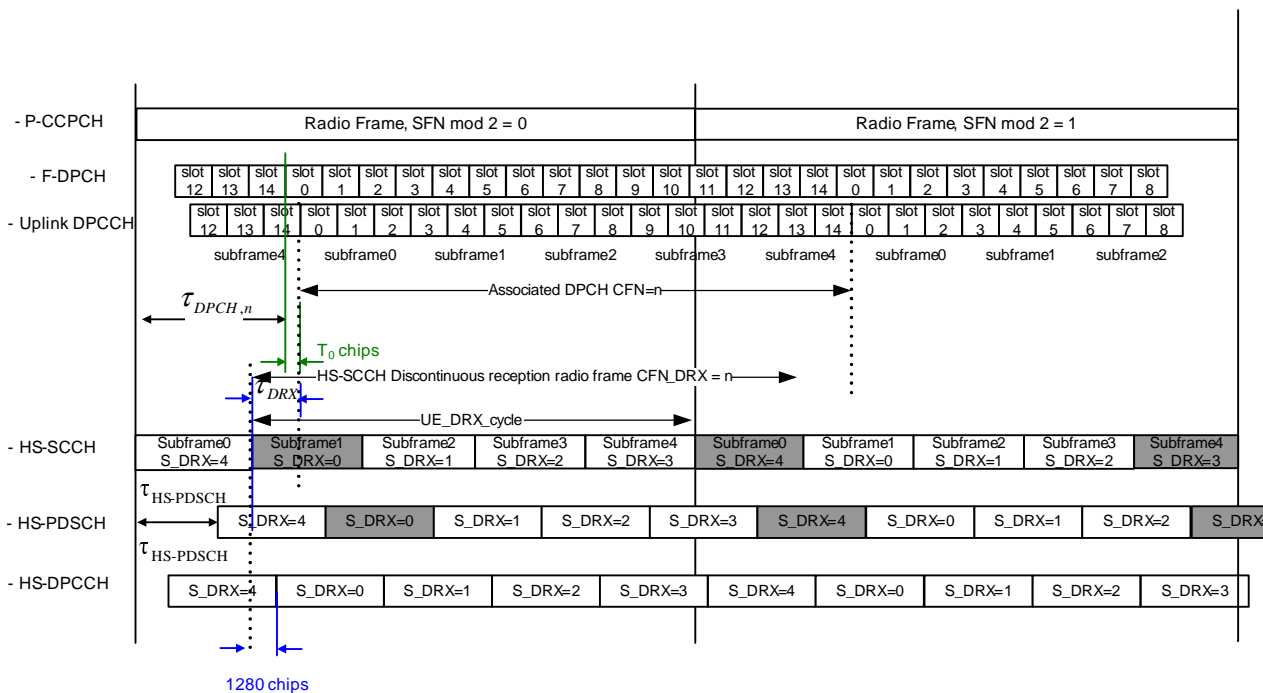 - P-CCPCH
Radio Frame, SFN mod 2 = 0
Radio Frame, SFN mod 2 = 1
- F-DPCH
slot 12 slot 13 slot 14 slot 0 slot 1 slot 2 slot 3 slot 4 slot 5 slot 6 slot 7 slot 8 slot 9 slot 10 slot 11 slot 12 slot 13 slot 14 slot 0 slot 1 slot 2 slot 3 slot 4 slot 5 slot 6 slot 7 slot 8
- Uplink DPCCH
slot 12 slot 13 slot 14 slot 0 slot 1 slot 2 slot 3 slot 4 slot 5 slot 6 slot 7 slot 8 slot 9 slot 10 slot 11 slot 12 slot 13 slot 14 slot 0 slot 1 slot 2 slot 3 slot 4 slot 5 slot 6 slot 7 slot 8
subframe4 subframe0 subframe1 subframe2 subframe3 subframe4 subframe0 subframe1 subframe2
Associated DPCH CFN=n
τ_DPCH,n
T₀ chips
HS-SCCH Discontinuous reception radio frame CFN_DRX = n
τ_DRX
UE_DRX_cycle
- HS-SCCH
Subframe0 Subframe1 Subframe2 Subframe3 Subframe4 Subframe0 Subframe1 Subframe2 Subframe3 Subframe4
S_DRX=4 S_DRX=0 S_DRX=1 S_DRX=2 S_DRX=3 S_DRX=4 S_DRX=0 S_DRX=1 S_DRX=2 S_DRX=3
τ_HS-PDSCH
- HS-PDSCH
S_DRX=4 S_DRX=0 S_DRX=1 S_DRX=2 S_DRX=3 S_DRX=4 S_DRX=0 S_DRX=1 S_DRX=2 S_DRX
τ_HS-PDSCH
- HS-DPCCH
S_DRX=4 S_DRX=0 S_DRX=1 S_DRX=2 S_DRX=3 S_DRX=4 S_DRX=0 S_DRX=1 S_DRX=2 S_DRX=3
1280 chips